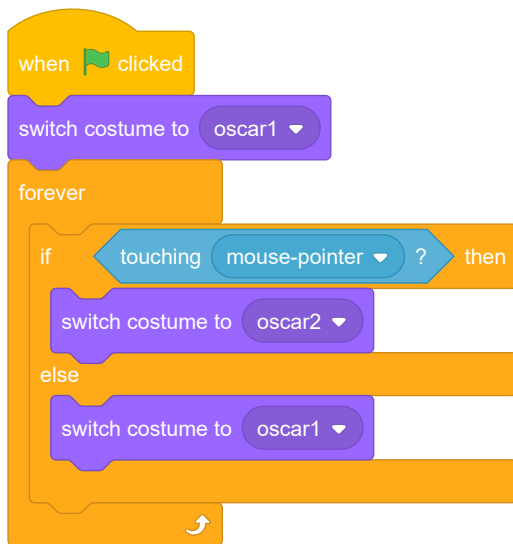 when clicked
switch costume to oscar1
forever
if touching mouse-pointer ? then
switch costume to oscar2
else
switch costume to oscar1